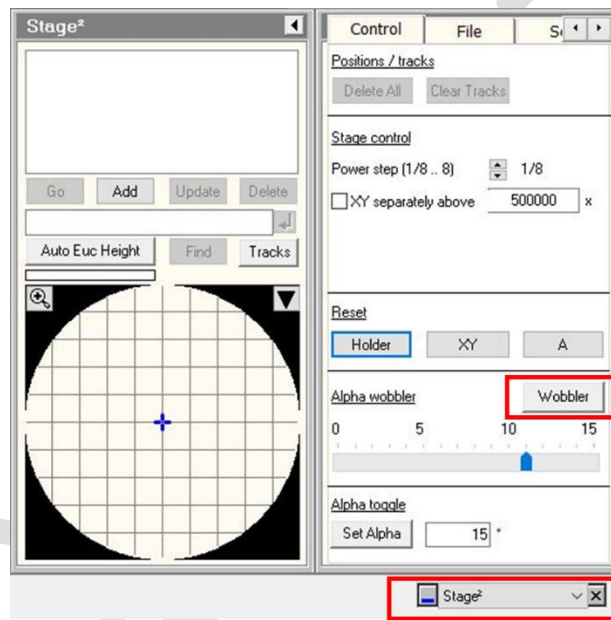 Stage²
Go Add Update Delete
Auto Euc Height Find Tracks
Control File
Positions / tracks
Delete All Clear Tracks
Stage control
Power step (1/8 .. 8) 1/8
XY separately above 500000 x
Reset
Holder XY A
Alpha wobbler Wobbler
0 5 10 15
Alpha toggle
Set Alpha 15 °
Stage²